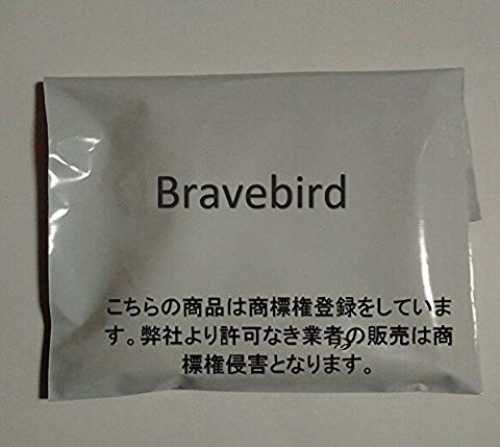 Bravebird
こちらの商品は商標権登録をしていま
す。弊社より許可なき業者の販売は商
標権侵害となります。